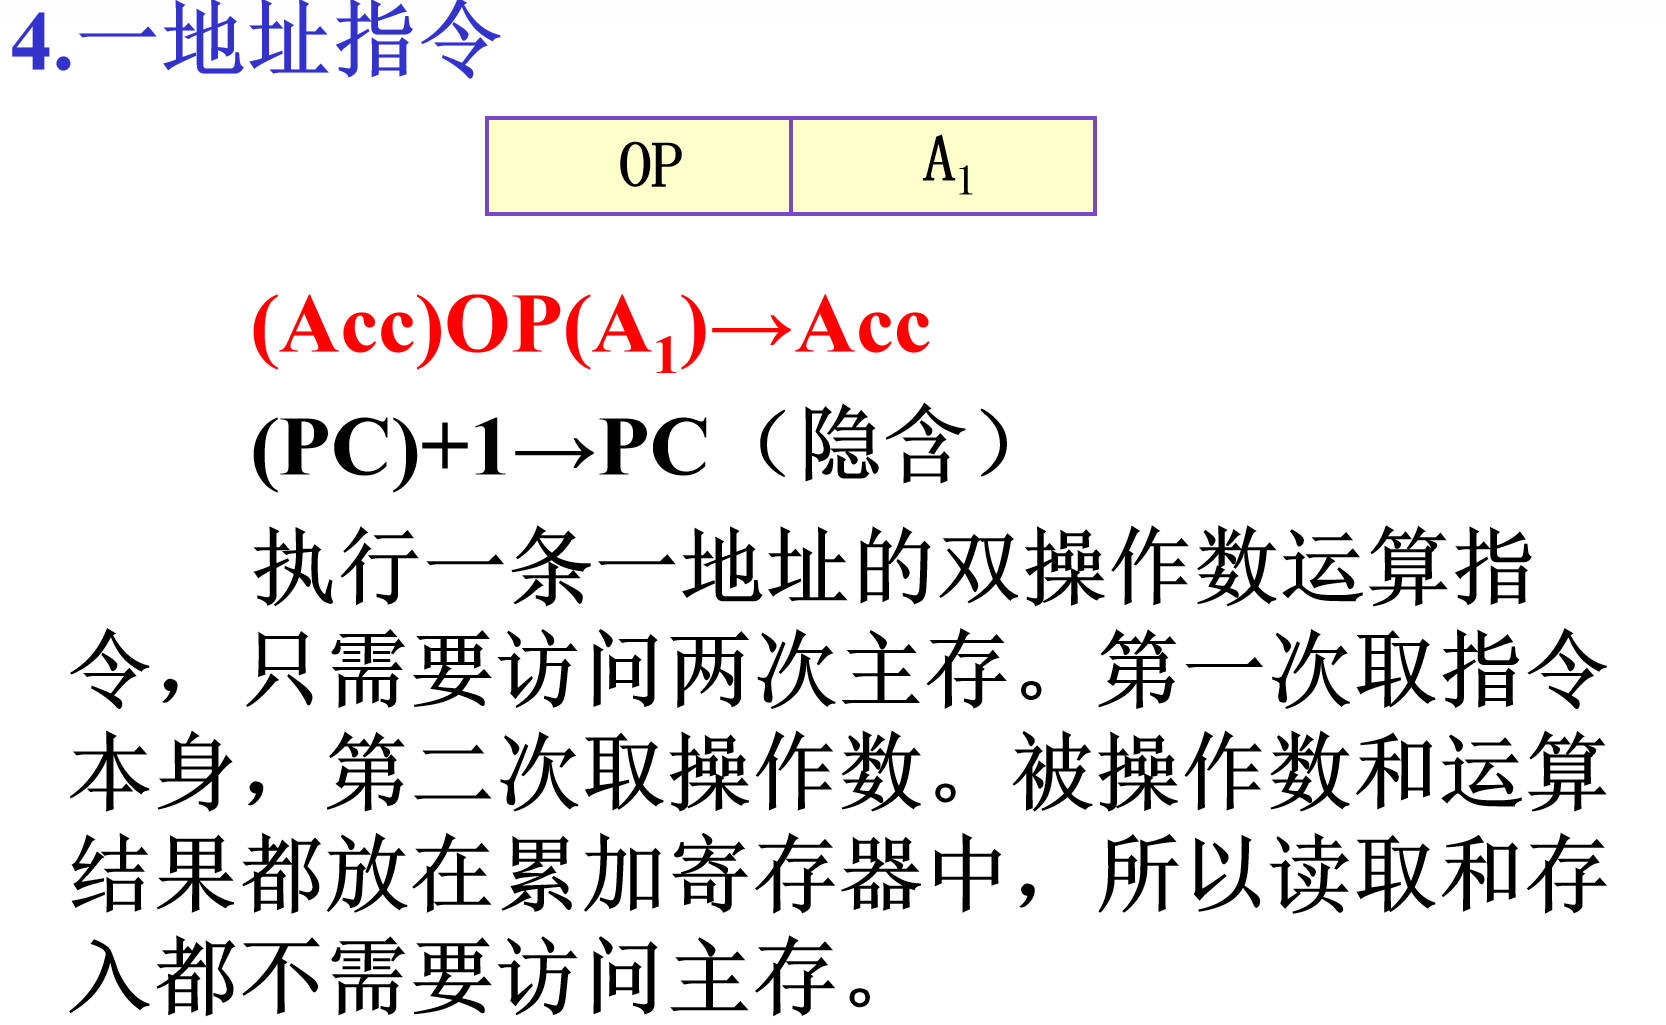 4.一地址指令
OP A₁
(Acc)OP(A₁)→Acc
(PC)+1→PC（隐含）
执行一条一地址的双操作数运算指
令，只需要访问两次主存。第一次取指令
本身，第二次取操作数。被操作数和运算
结果都放在累加寄存器中，所以读取和存
入都不需要访问主存。